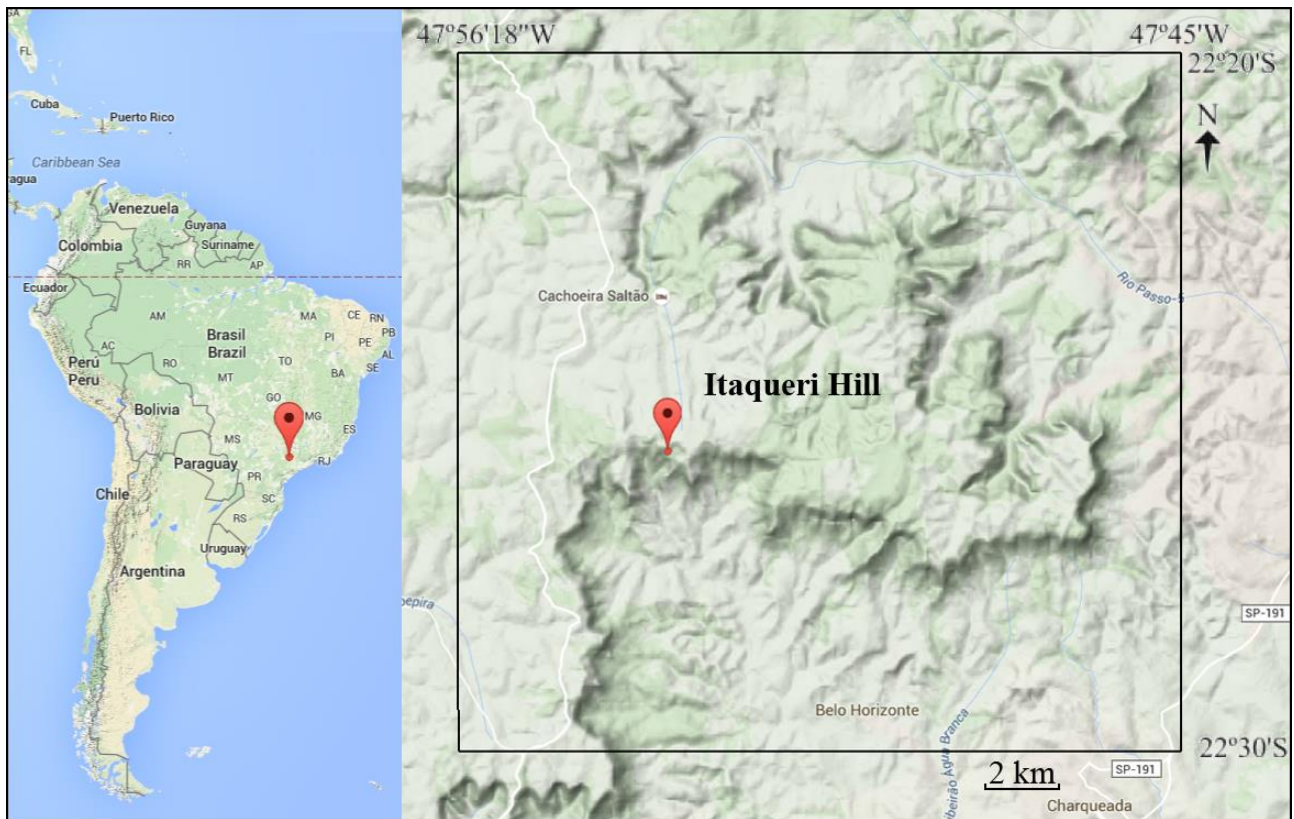 GA
FL
Cuba
Puerto Rico
Caribbean Sea
agua
Venezuela
Guyana
Suriname
Colombia
RR
AP
Ecuador
AM
MA
CE
RN
PB
PI
PE
AL
SE
AC
Brasil
Brazil
TO
RO
BA
Perú
Peru
MT
GO
Bolivia
MG
ES
MS
Paraguay
RJ
PR
SC
Chile
RS
Uruguay
Argentina
47º56'18"W
47º45'W
22º20'S
N
Cachoeira Saltão
Rio Passo-5
Itaqueri Hill
epira
SP-191
Belo Horizonte
Ribeirão Água Branca
22º30'S
2 km
SP-191
Charqueada